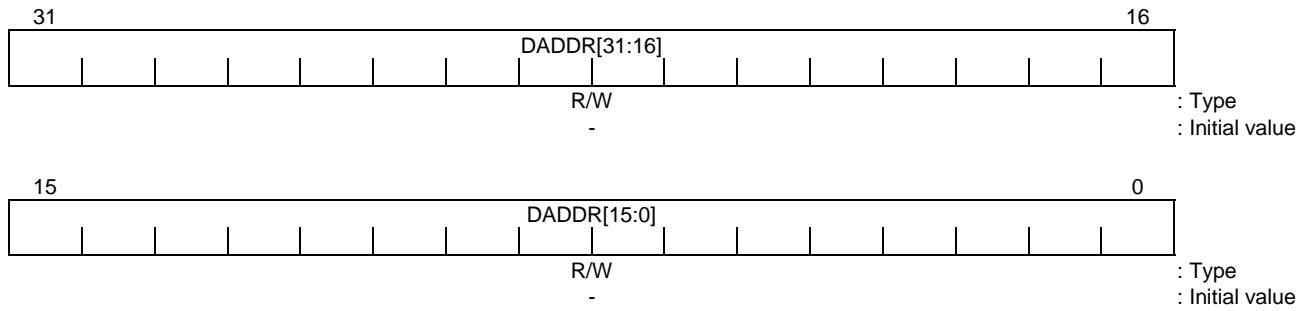 31 16
DADDR[31:16]
R/W : Type
- : Initial value
15 0
DADDR[15:0]
R/W : Type
- : Initial value